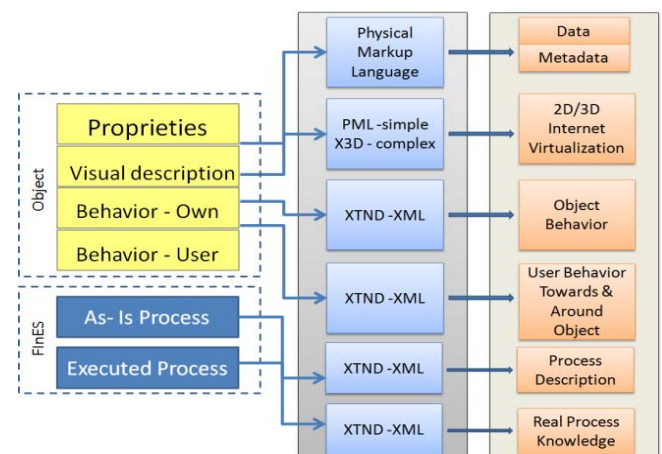 Object
Proprieties
Visual description
Behavior - Own
Behavior - User
FInES
As- Is Process
Executed Process
Physical
Markup
Language
PML -simple
X3D - complex
XTND -XML
XTND -XML
XTND -XML
XTND -XML
Data
Metadata
2D/3D
Internet
Virtualization
Object
Behavior
User Behavior
Towards &
Around
Object
Process
Description
Real Process
Knowledge